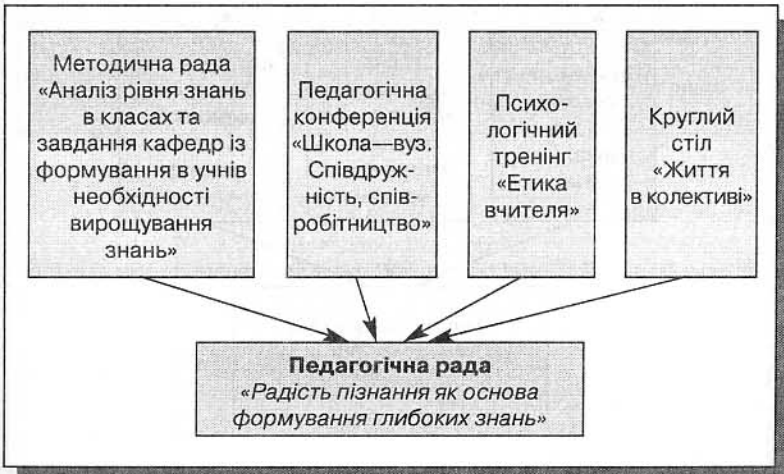 Методична рада
«Аналіз рівня знань
в класах та
завдання кафедр із
формування в учнів
необхідності
вирощування
знань»
Педагогічна
конференція
«Школа—вуз.
Співдруж-
ність, спів-
робітництво»
Психо-
логічний
тренінг
«Етика
вчителя»
Круглий
стіл
«Життя
в колективі»
Педагогічна рада
«Радість пізнання як основа
формування глибоких знань»